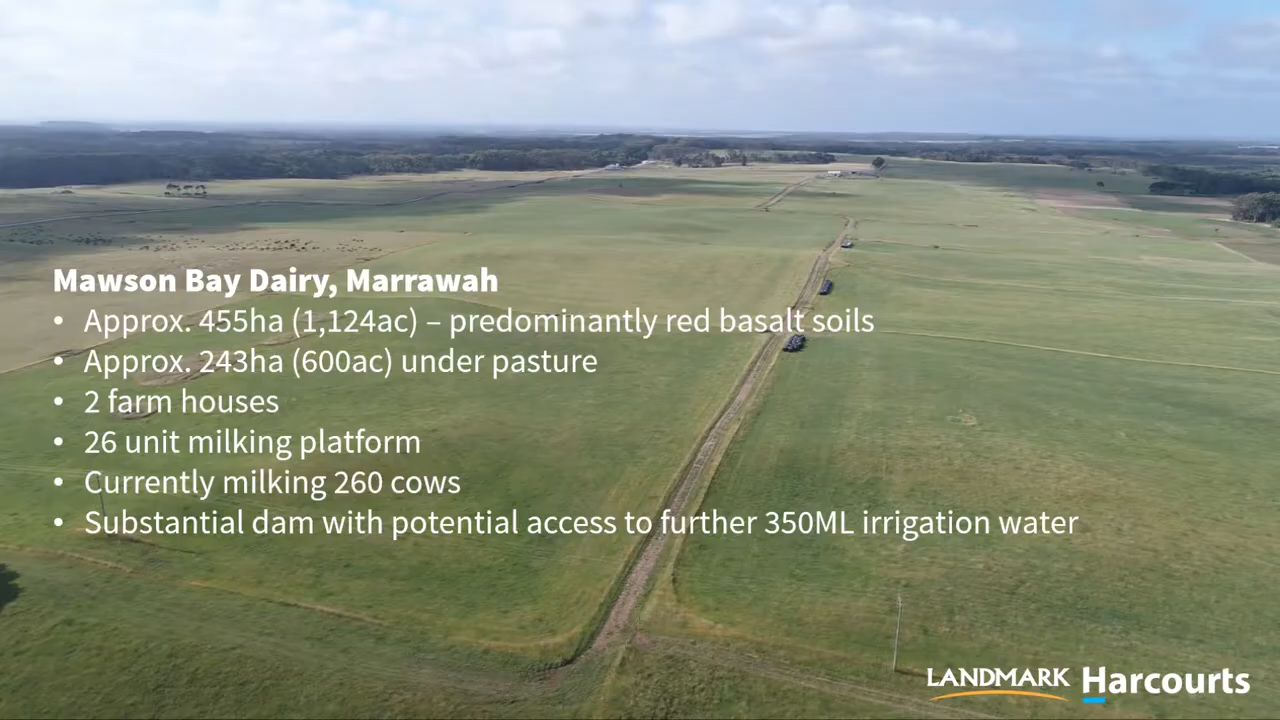 Mawson Bay Dairy, Marrawah
• Approx. 455ha (1,124ac) – predominantly red basalt soils
• Approx. 243ha (600ac) under pasture
• 2 farm houses
• 26 unit milking platform
• Currently milking 260 cows
• Substantial dam with potential access to further 350ML irrigation water
LANDMARK Harcourts